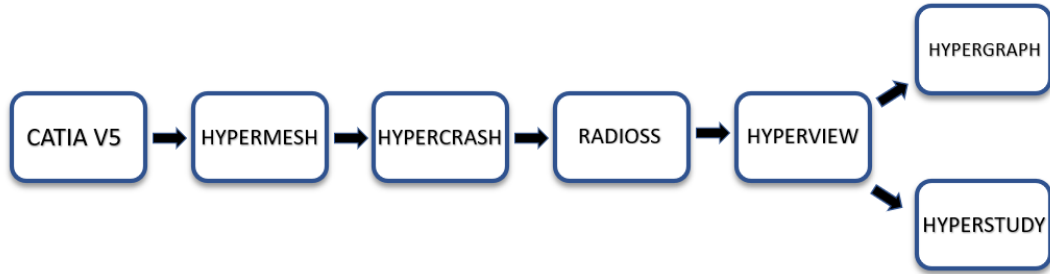 CATIA V5
HYPERMESH
HYPERCRASH
RADIOSS
HYPERVIEW
HYPERGRAPH
HYPERSTUDY